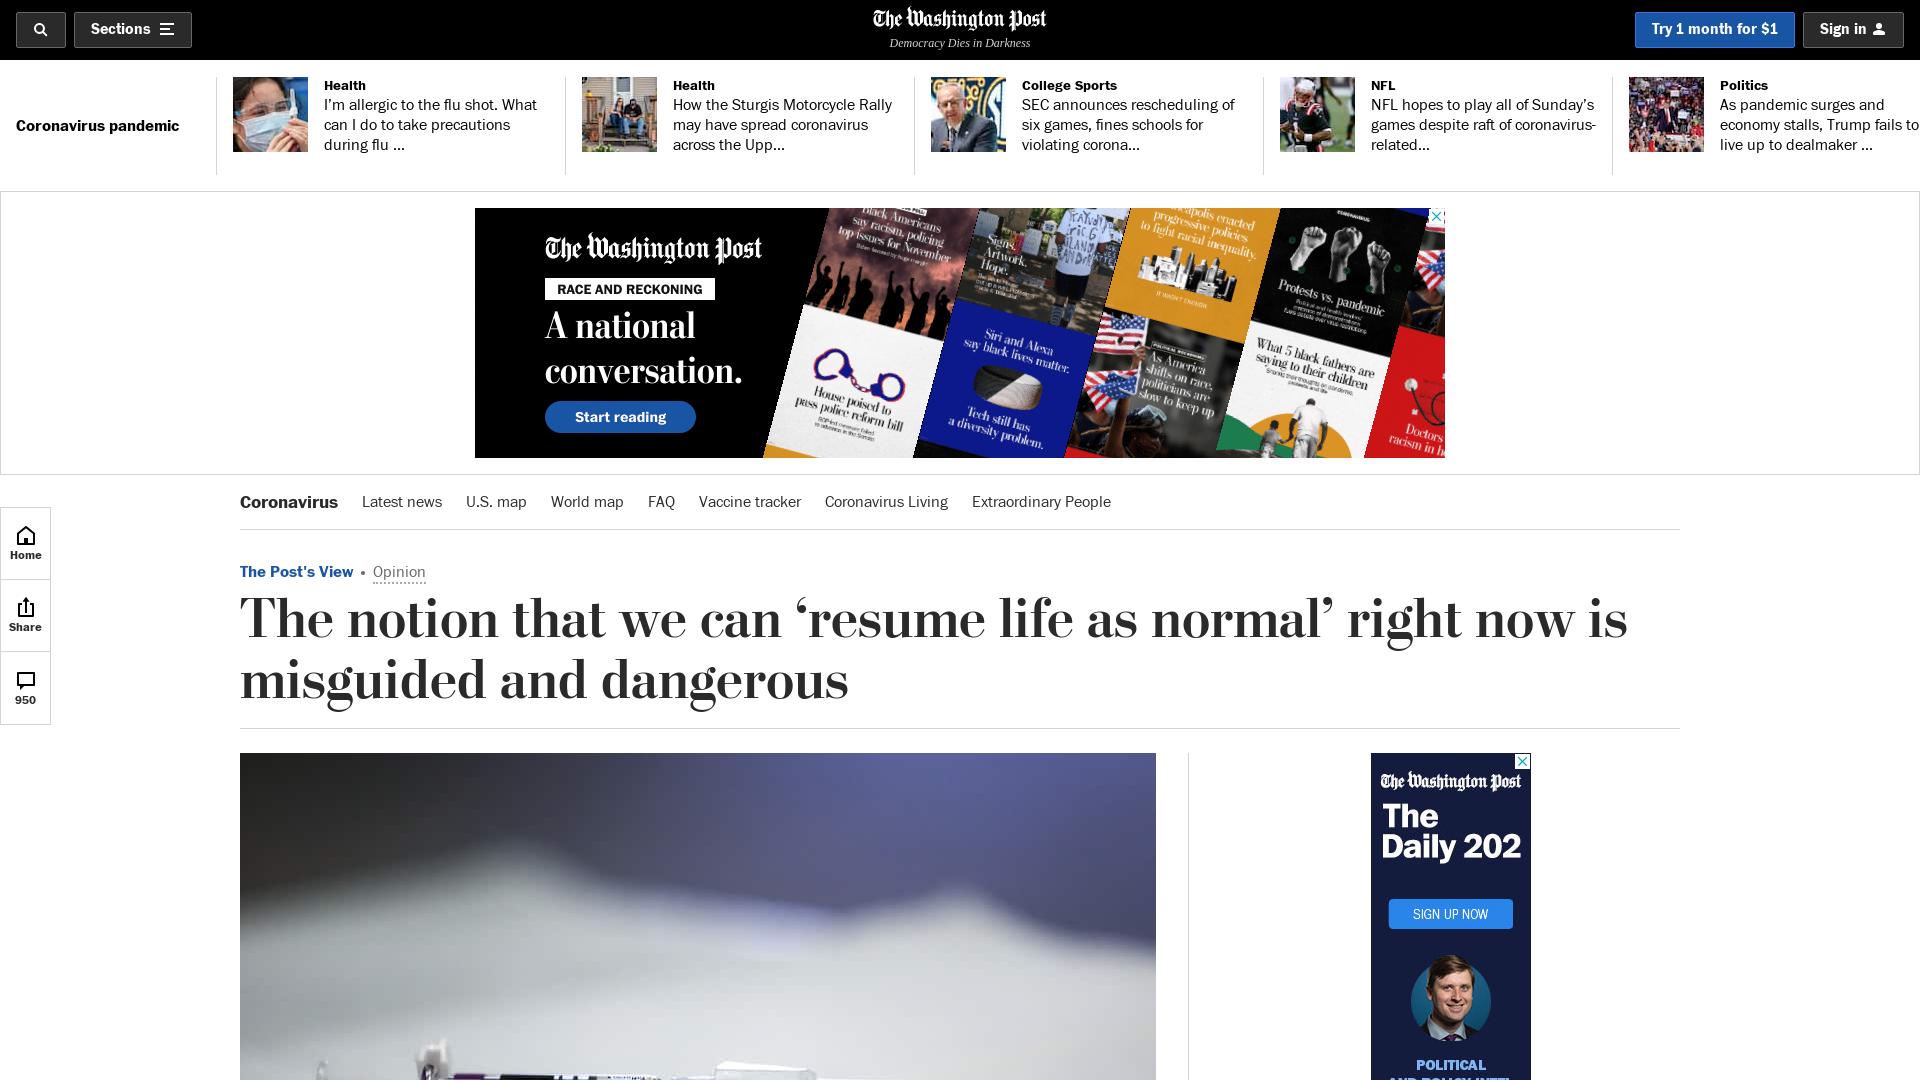 Sections
The Washington Post
Democracy Dies in Darkness
Try 1 month for $1
Sign in
Coronavirus pandemic
Health
I'm allergic to the flu shot. What
can I do to take precautions
during flu ...
Health
How the Sturgis Motorcycle Rally
may have spread coronavirus
across the Upp...
College Sports
SEC announces rescheduling of
six games, fines schools for
violating corona...
NFL
NFL hopes to play all of Sunday's
games despite raft of coronavirus-
related...
Politics
As pandemic surges and
economy stalls, Trump fails to
live up to dealmaker ...
The Washington Post
RACE AND RECKONING
A national
conversation.
Start reading
Black Americans
say racism, policing
top issues for November
Signs.
Artwork.
Hope.
progressive policies
to fight racial inequality.
IT WASN'T ENOUGH.
CORONAVIRUS
Protests vs. pandemic
House poised to
pass police reform bill
Siri and Alexa
say black lives matter.
Tech still has
a diversity problem.
POLITICAL RECKONING
As America
shifts on race,
politicians are
slow to keep up
What 5 black fathers are
saying to their children
Doctors
racism in
Coronavirus
Latest news
U.S. map
World map
FAQ
Vaccine tracker
Coronavirus Living
Extraordinary People
Home
Share
950
The Post's View • Opinion
The notion that we can ‘resume life as normal’ right now is
misguided and dangerous
The Washington Post
The
Daily 202
SIGN UP NOW
POLITICAL